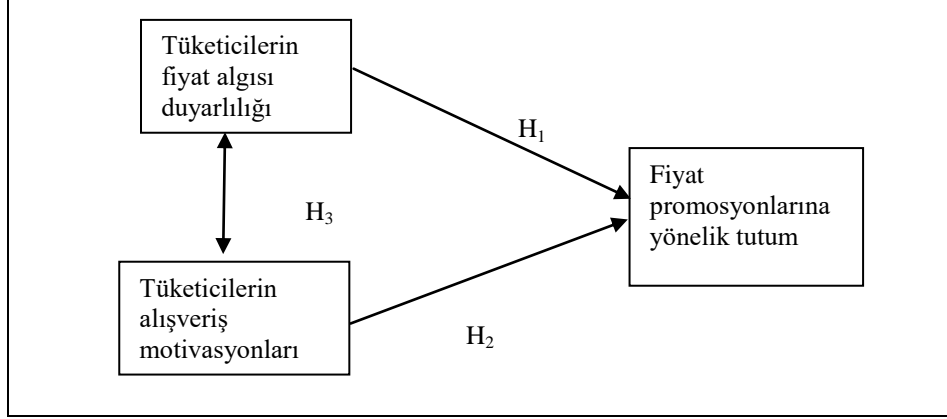 Tüketicilerin
fiyat algısı
duyarlılığı
H₁
Fiyat
promosyonlarına
yönelik tutum
H₃
Tüketicilerin
alışveriş
motivasyonları
H₂